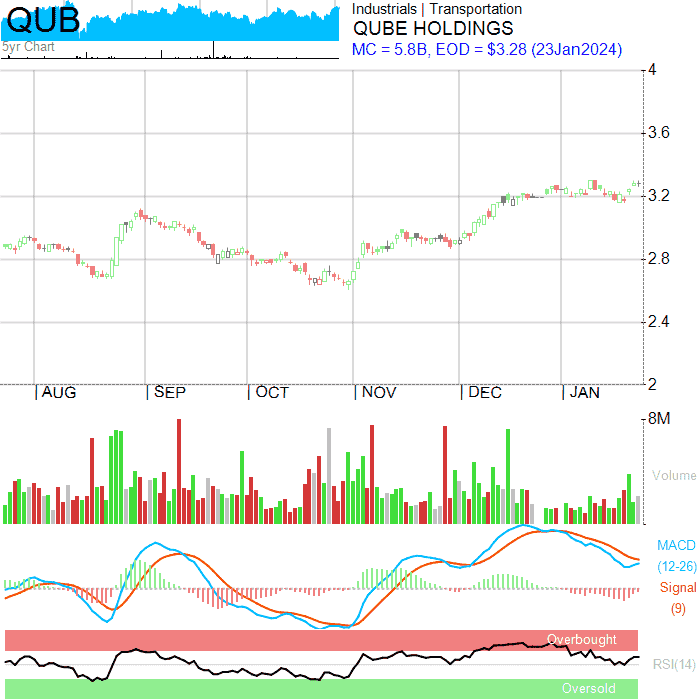 QUB
5yr Chart
Industrials | Transportation
QUBE HOLDINGS
MC = 5.8B, EOD = $3.28 (23Jan2024)
4
3.6
3.2
2.8
2.4
2
| AUG | SEP | OCT | NOV | DEC | JAN
8M
Volume
MACD
(12-26)
Signal
(9)
Overbought
RSI(14)
Oversold